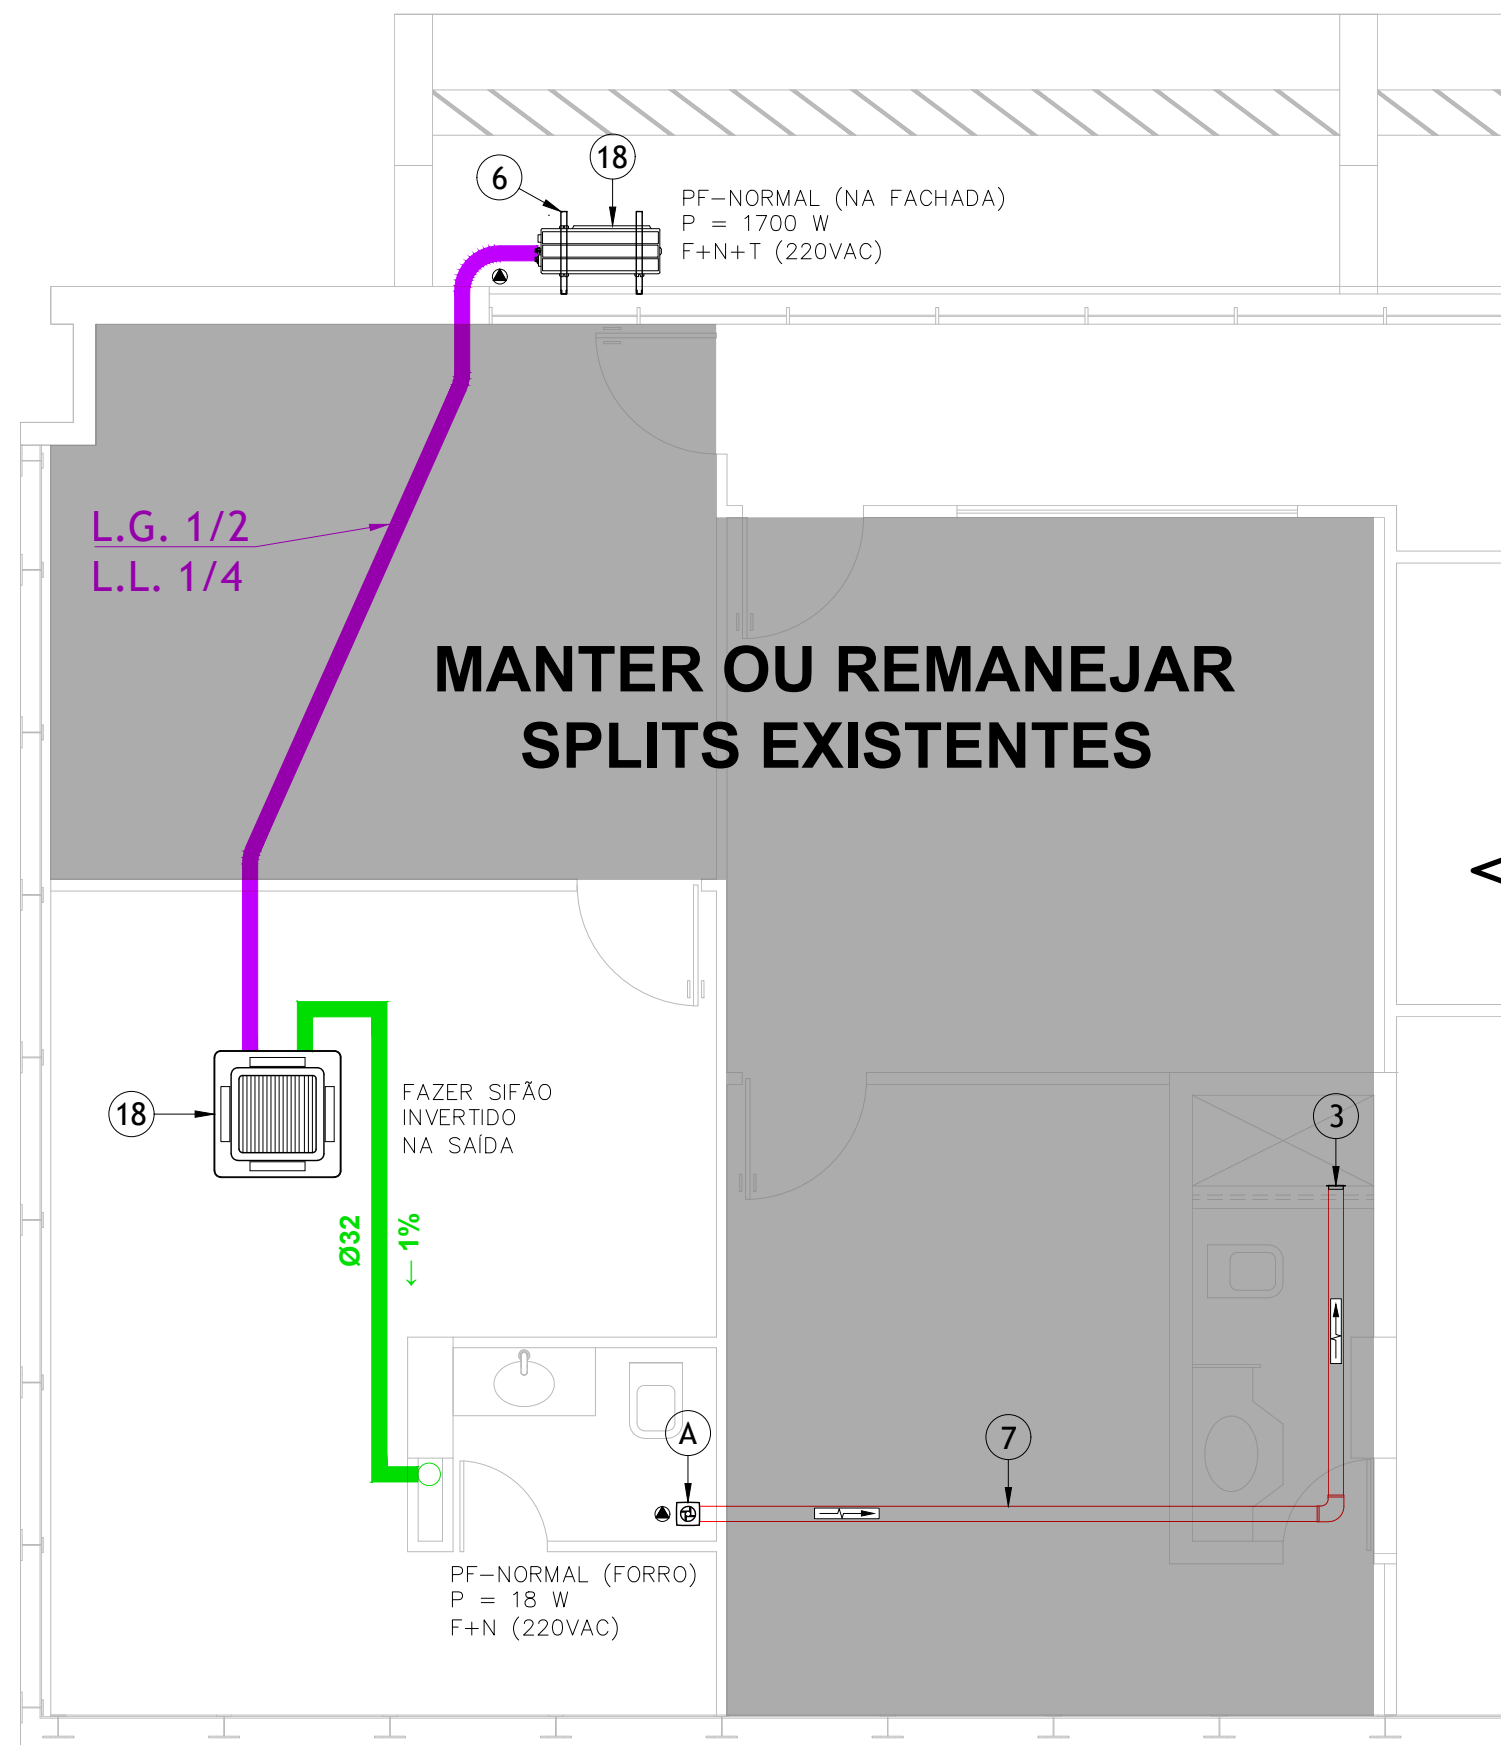 18
6
PF-NORMAL (NA FACHADA)
P = 1700 W
F+N+T (220VAC)
L.G. 1/2
L.L. 1/4
MANTER OU REMANEJAR
SPLITS EXISTENTES
18
FAZER SIFÃO
INVERTIDO
NA SAÍDA
3
Ø32
← 1%
A
7
PF-NORMAL (FORRO)
P = 18 W
F+N (220VAC)